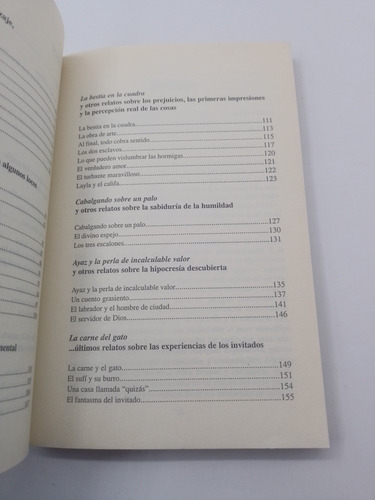 zaje,
algunos locos
mental
La bestia en la cuadra
y otros relatos sobre los prejuicios, las primeras impresiones
y la percepción real de las cosas
La bestia en la cuadra 111
La obra de arte 113
Al final, todo cobra sentido 115
Los dos esclavos 117
Lo que pueden vislumbrar las hormigas 120
El verdadero amor 121
El turbante maravilloso 122
Layla y el califa 123
Cabalgando sobre un palo
y otros relatos sobre la sabiduría de la humildad
Cabalgando sobre un palo 127
El divino espejo 130
Los tres escalones 131
Ayaz y la perla de incalculable valor
y otros relatos sobre la hipocresía descubierta
Ayaz y la perla de incalculable valor 135
Un cuento grasiento 137
El labrador y el hombre de ciudad 141
El servidor de Dios 146
La carne del gato
...últimos relatos sobre las experiencias de los invitados
La carne y el gato 149
El sufí y su burro 151
Una casa llamada "quizás" 154
El fantasma del invitado 155